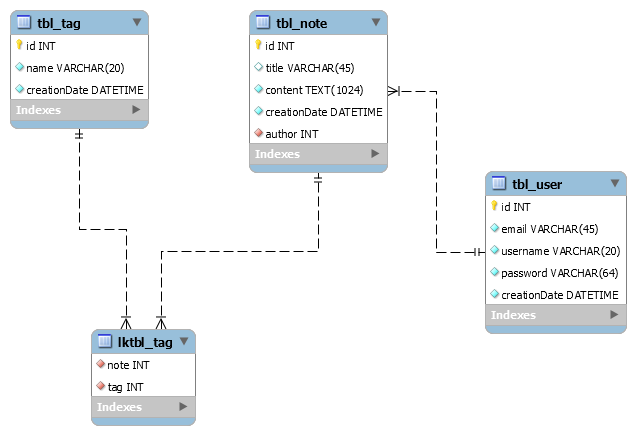 tbl_tag
id INT
name VARCHAR(20)
creationDate DATETIME
Indexes
tbl_note
id INT
title VARCHAR(45)
content TEXT(1024)
creationDate DATETIME
author INT
Indexes
tbl_user
id INT
email VARCHAR(45)
username VARCHAR(20)
password VARCHAR(64)
creationDate DATETIME
Indexes
lktbl_tag
note INT
tag INT
Indexes